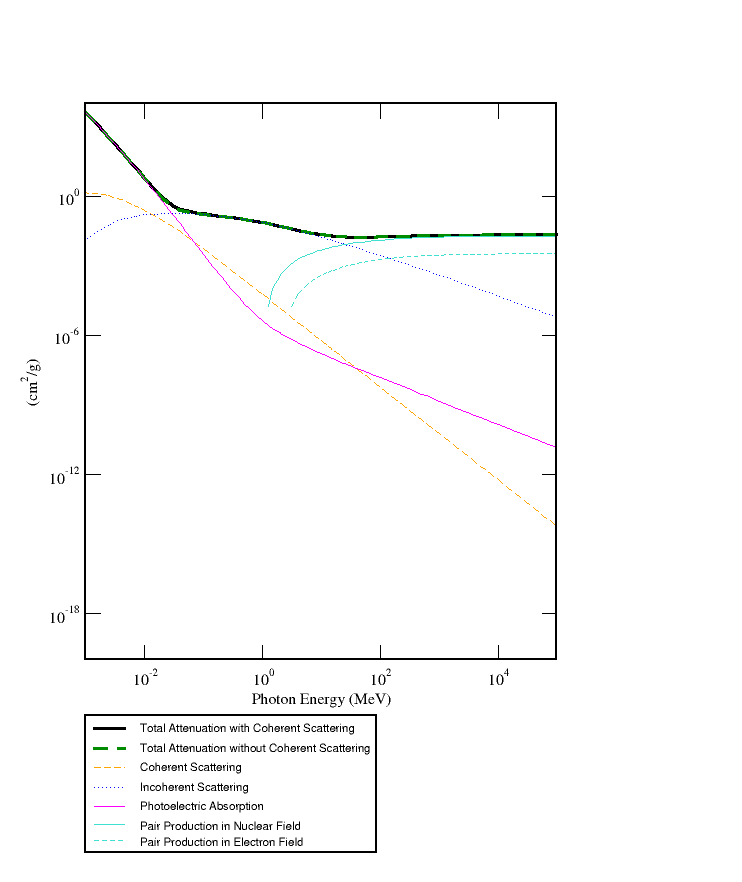 10^0
10^-6
(cm^2/g)
10^-12
10^-18
10^-2
10^0
10^2
10^4
Photon Energy (MeV)
Total Attenuation with Coherent Scattering
Total Attenuation without Coherent Scattering
Coherent Scattering
Incoherent Scattering
Photoelectric Absorption
Pair Production in Nuclear Field
Pair Production in Electron Field